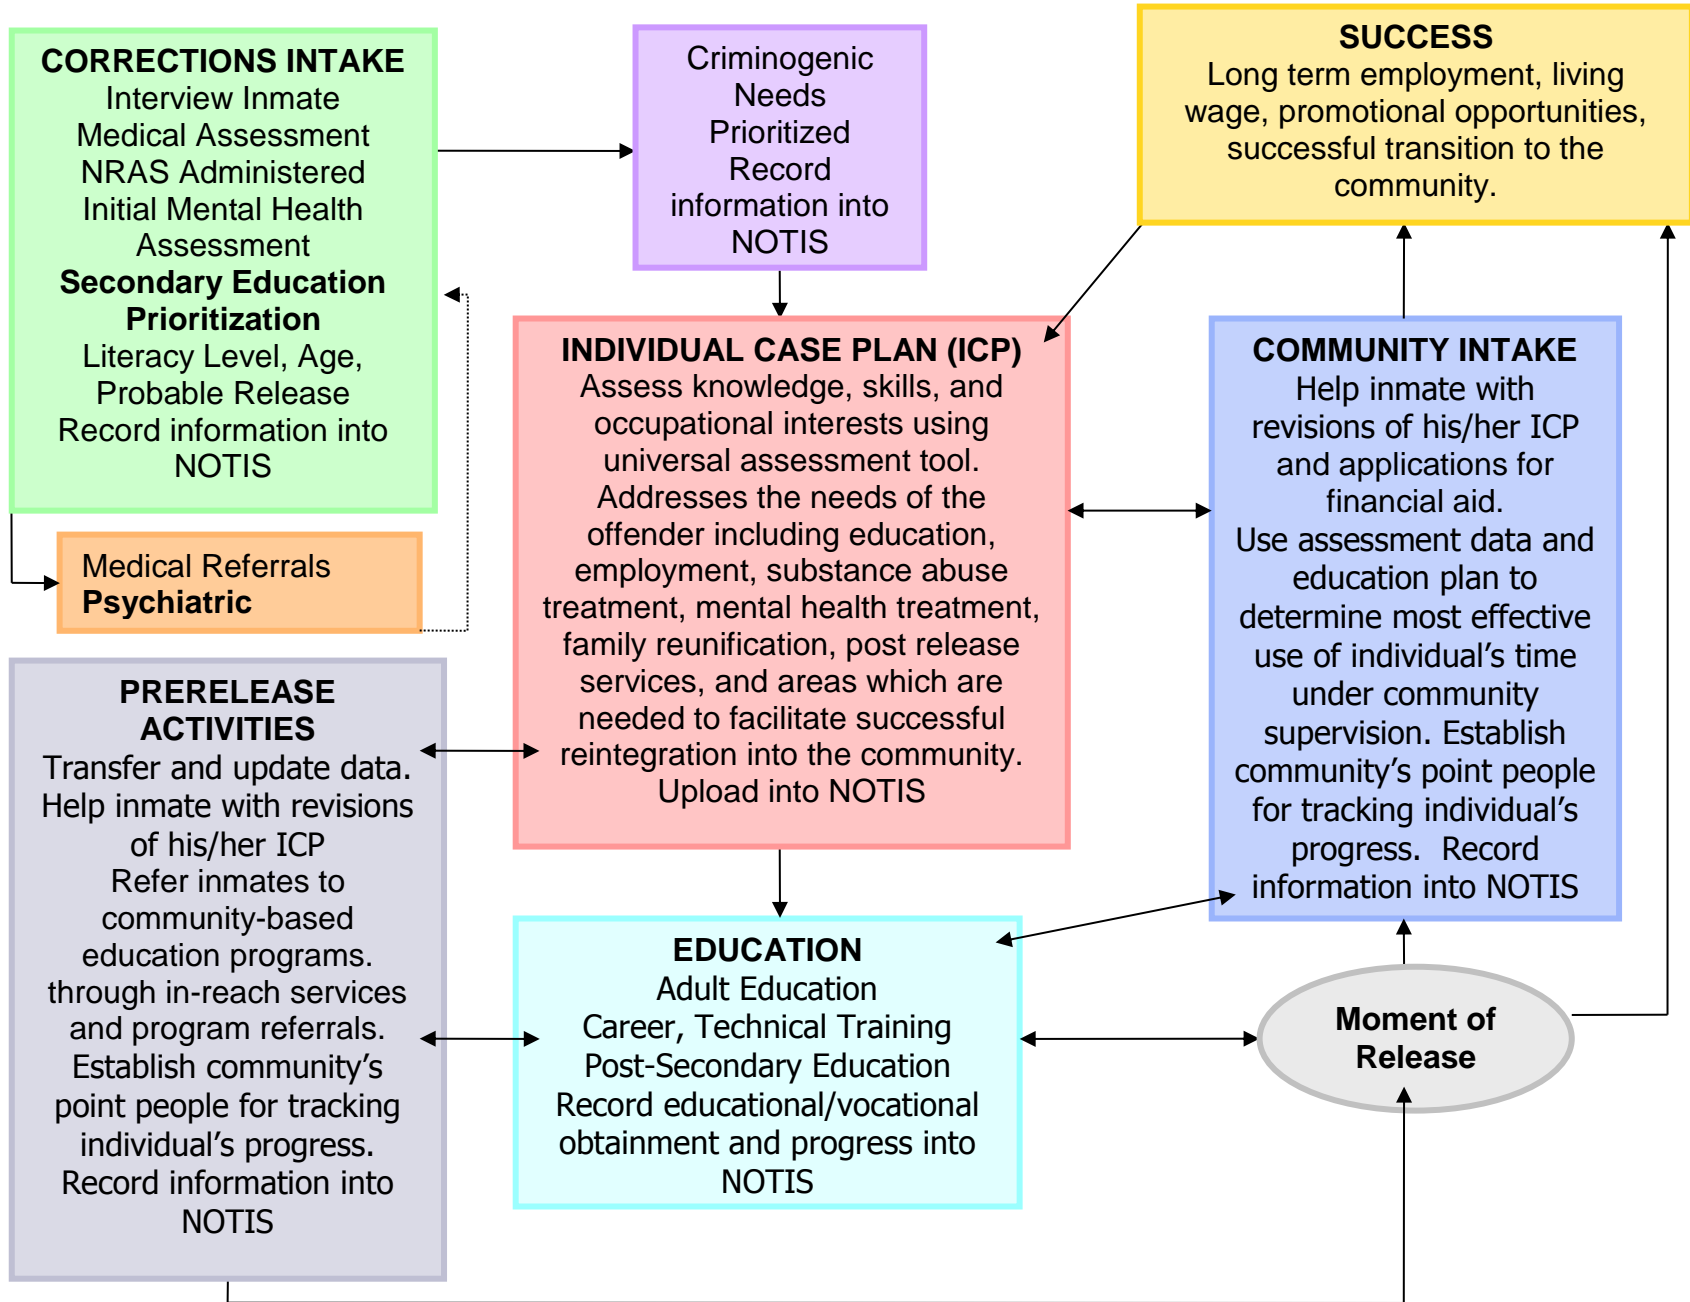 CORRECTIONS INTAKE
Interview Inmate
Medical Assessment
NRAS Administered
Initial Mental Health
Assessment
Secondary Education
Prioritization
Literacy Level, Age,
Probable Release
Record information into
NOTIS
Criminogenic
Needs
Prioritized
Record
information into
NOTIS
SUCCESS
Long term employment, living
wage, promotional opportunities,
successful transition to the
community.
Medical Referrals
Psychiatric
INDIVIDUAL CASE PLAN (ICP)
Assess knowledge, skills, and
occupational interests using
universal assessment tool.
Addresses the needs of the
offender including education,
employment, substance abuse
treatment, mental health treatment,
family reunification, post release
services, and areas which are
needed to facilitate successful
reintegration into the community.
Upload into NOTIS
COMMUNITY INTAKE
Help inmate with
revisions of his/her ICP
and applications for
financial aid.
Use assessment data and
education plan to
determine most effective
use of individual’s time
under community
supervision. Establish
community’s point people
for tracking individual’s
progress.  Record
information into NOTIS
PRERELEASE
ACTIVITIES
Transfer and update data.
Help inmate with revisions
of his/her ICP
Refer inmates to
community-based
education programs.
through in-reach services
and program referrals.
Establish community’s
point people for tracking
individual’s progress.
Record information into
NOTIS
EDUCATION
Adult Education
Career, Technical Training
Post-Secondary Education
Record educational/vocational
obtainment and progress into
NOTIS
Moment of
Release